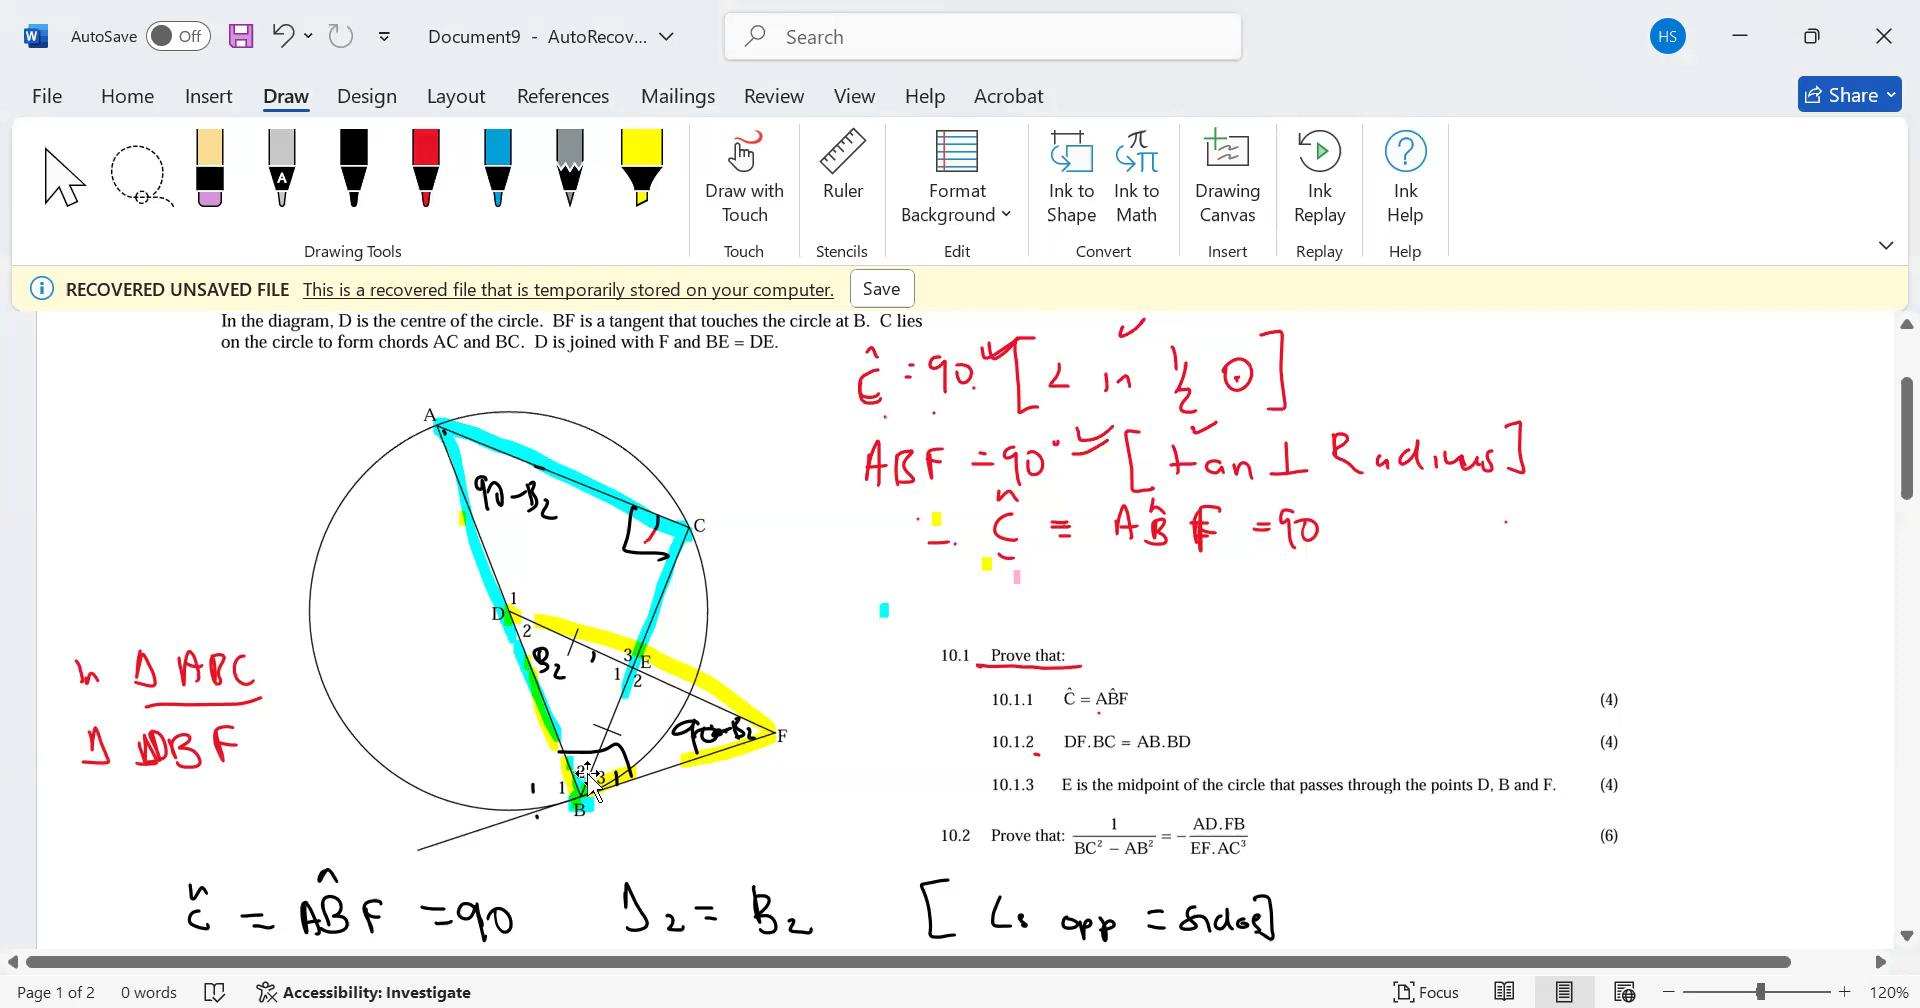 AutoSave Off Document9 - AutoRecov... Search HS
File Home Insert Draw Design Layout References Mailings Review View Help Acrobat Share
Draw with Touch
Ruler
Format Background
Ink to Shape
Ink to Math
Drawing Canvas
Ink Replay
Ink Help
Drawing Tools Touch Stencils Edit Convert Insert Replay Help
RECOVERED UNSAVED FILE This is a recovered file that is temporarily stored on your computer. Save
In the diagram, D is the centre of the circle. BF is a tangent that touches the circle at B. C lies
on the circle to form chords AC and BC. D is joined with F and BE = DE.
Ĉ = 90° [∠ in ½ ⊙]
ABF = 90° [tan ⊥ Radius]
Ĉ = AB̂F = 90
A
90-B2
C
1
D
2
B2
3 E
1 2
90-B2
F
1 2 3
B
In Δ ABC
Δ DBF
10.1 Prove that:
10.1.1 Ĉ = AB̂F (4)
10.1.2 DF.BC = AB.BD (4)
10.1.3 E is the midpoint of the circle that passes through the points D, B and F. (4)
10.2 Prove that: 1/(BC² − AB²) = − AD.FB/(EF.AC³) (6)
Ĉ = AB̂F = 90 D2 = B2 [∠s opp = sides]
Page 1 of 2 0 words Accessibility: Investigate Focus 120%